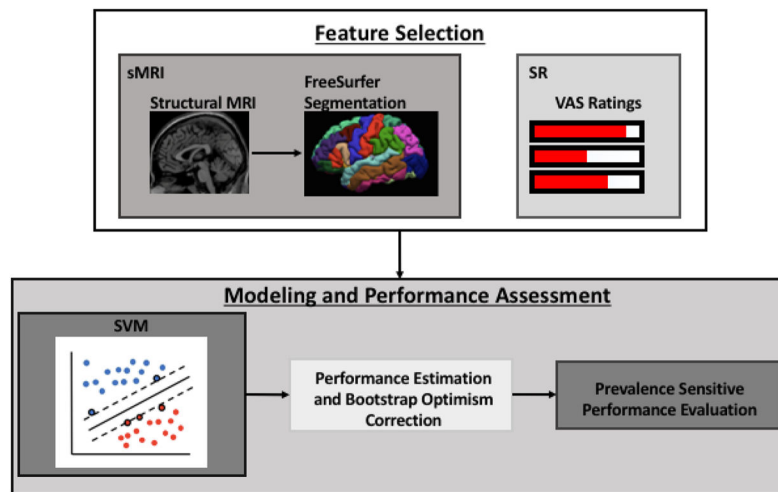 Feature Selection
sMRI
Structural MRI
FreeSurfer
Segmentation
SR
VAS Ratings
Modeling and Performance Assessment
SVM
Performance Estimation
and Bootstrap Optimism
Correction
Prevalence Sensitive
Performance Evaluation